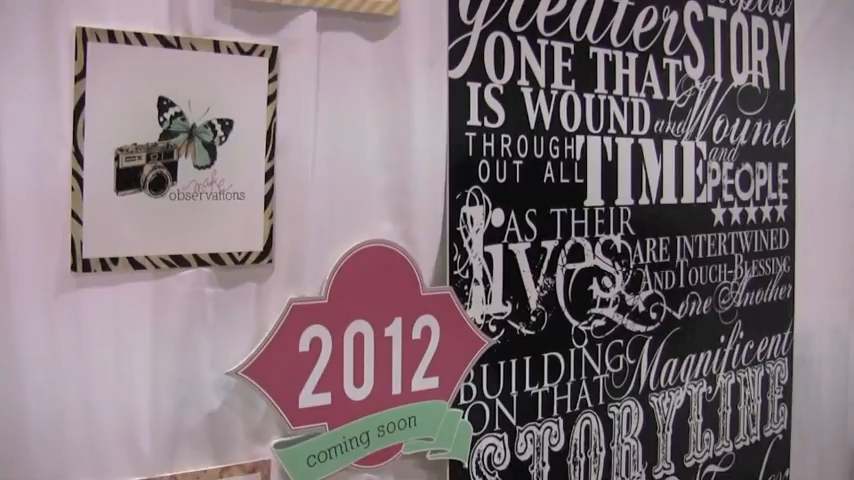 make
observations
2012
coming soon
greater STORY
ONE THAT
IS WOUND and Wound
THROUGH
OUT ALL TIME and PEOPLE
AS THEIR
lives ARE INTERTWINED
AND TOUCH-BLESSING
one Another
BUILDING
ON THAT Magnificent
STORYLINE